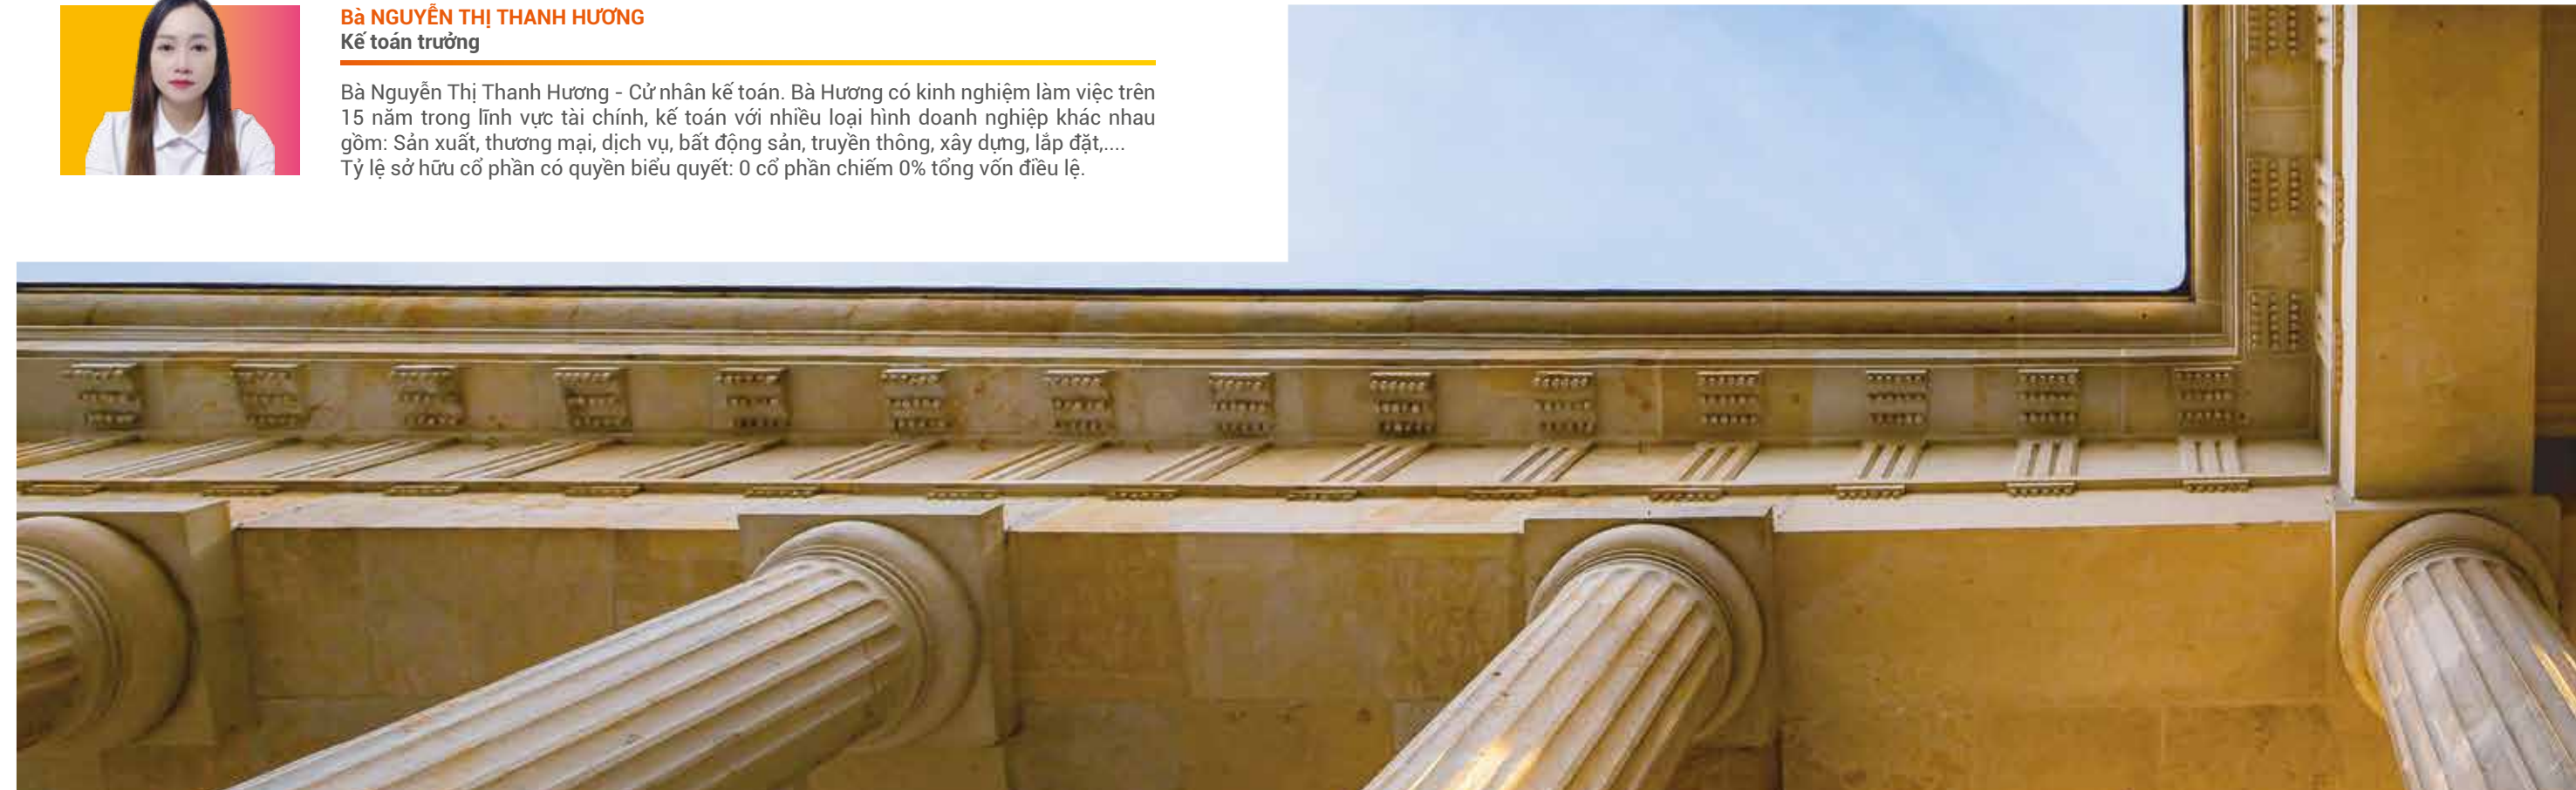 Bà NGUYỄN THỊ THANH HƯƠNG
Kế toán trưởng
Bà Nguyễn Thị Thanh Hương - Cử nhân kế toán. Bà Hương có kinh nghiệm làm việc trên
15 năm trong lĩnh vực tài chính, kế toán với nhiều loại hình doanh nghiệp khác nhau
gồm: Sản xuất, thương mại, dịch vụ, bất động sản, truyền thông, xây dựng, lắp đặt,....
Tỷ lệ sở hữu cổ phần có quyền biểu quyết: 0 cổ phần chiếm 0% tổng vốn điều lệ.